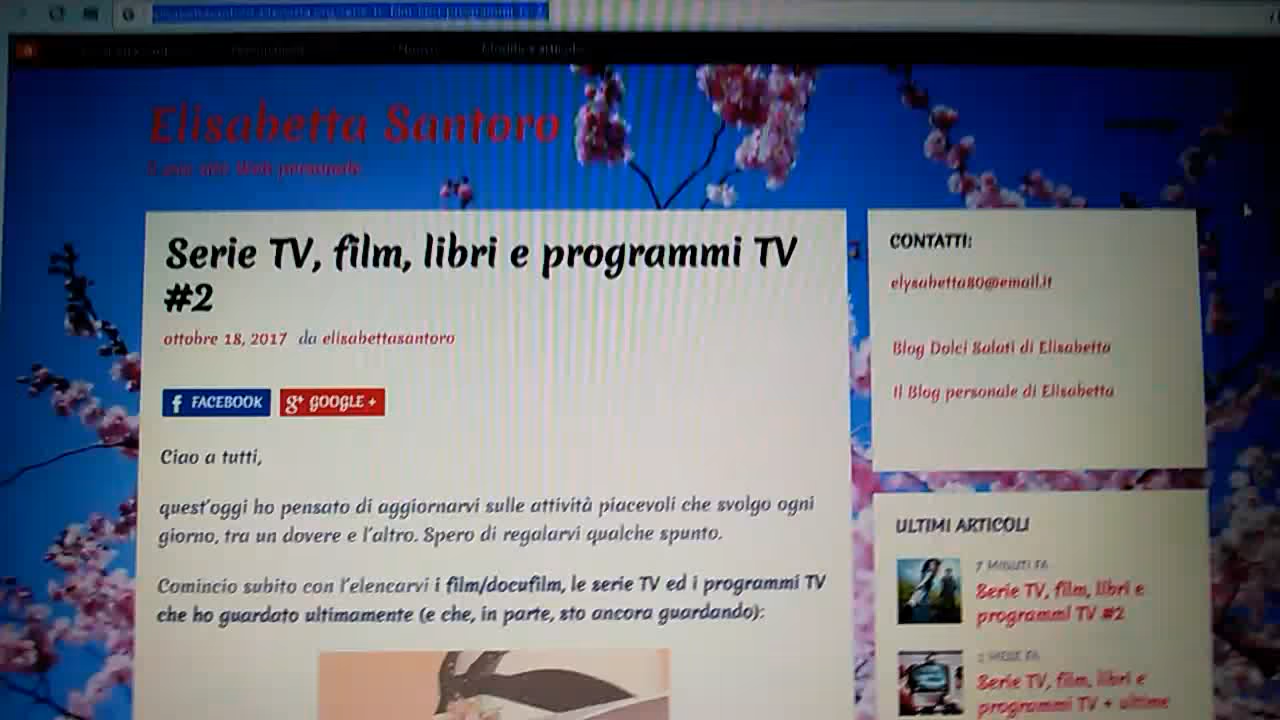 Elisabetta Santoro
Web personale
Serie TV, film, libri e programmi TV
#2
ottobre 18, 2017 da elisabettasantoro
FACEBOOK
g+ GOOGLE +
Ciao a tutti,
quest'oggi ho pensato di aggiornarvi sulle attività piacevoli che svolgo ogni
giorno, tra un dovere e l'altro. Spero di regalarvi qualche spunto.
Comincio subito con l'elencarvi i film/docufilm, le serie TV ed i programmi TV
che ho guardato ultimamente (e che, in parte, sto ancora guardando):
CONTATTI:
elysabetta80@email.it
Blog Dolci Salati di Elisabetta
Il Blog personale di Elisabetta
ULTIMI ARTICOLI
7 MINUTI FA
Serie TV, film, libri e
programmi TV #2
MESE FA
Serie TV, film, libri e
programmi TV + ultime